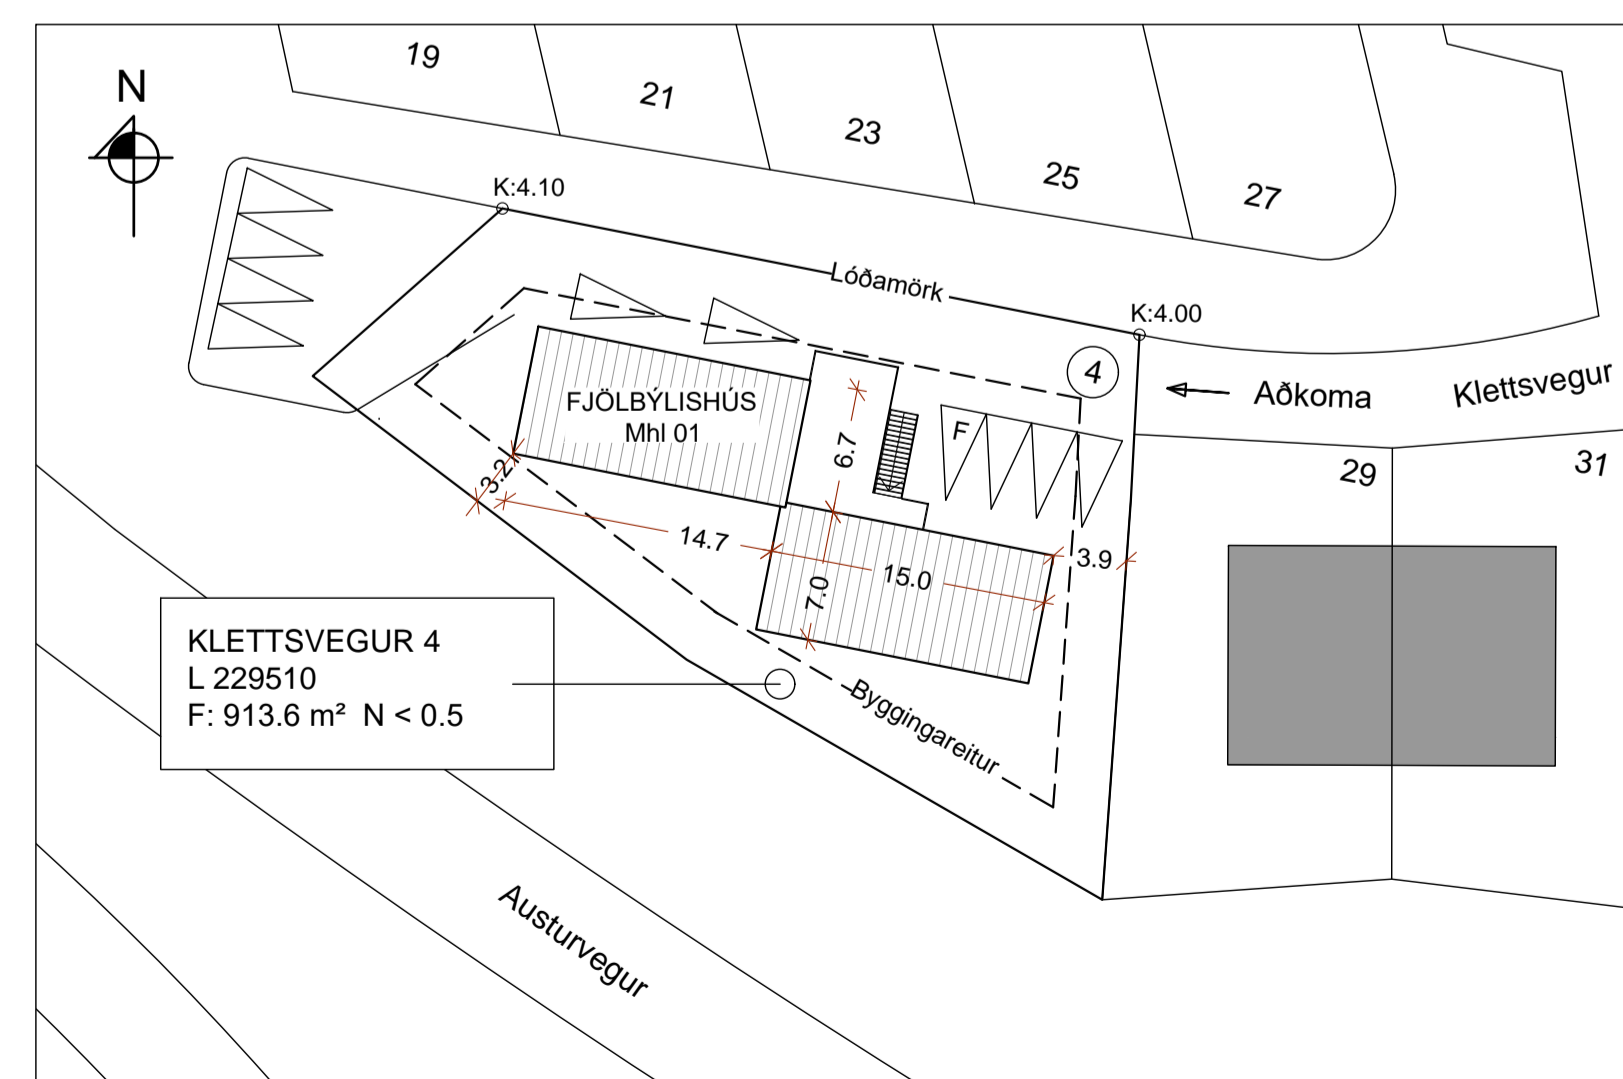 19
21
23
25
27
N
K:4.10
Lóðamörk
K:4.00
4
Aðkoma
Klettsvegur
FJÖLBÝLISHÚS
Mhl 01
6.7
F
29
31
3.2
14.7
15.0
3.9
7.0
KLETTSVEGUR 4
L 229510
F: 913.6 m² N < 0.5
Byggingareitur
Austurvegur